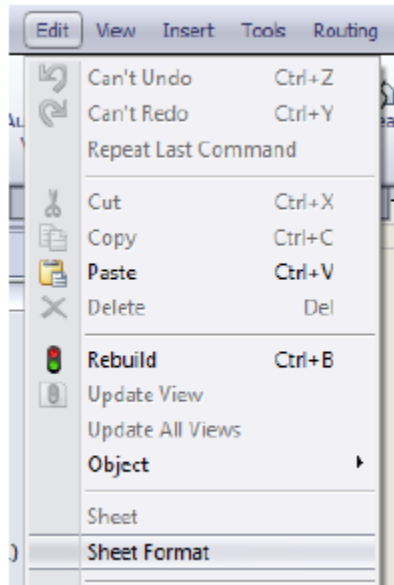 Edit View Insert Tools Routing
Can't Undo Ctrl+Z
Can't Redo Ctrl+Y
Repeat Last Command
Cut Ctrl+X
Copy Ctrl+C
Paste Ctrl+V
Delete Del
Rebuild Ctrl+B
Update View
Update All Views
Object
Sheet
Sheet Format